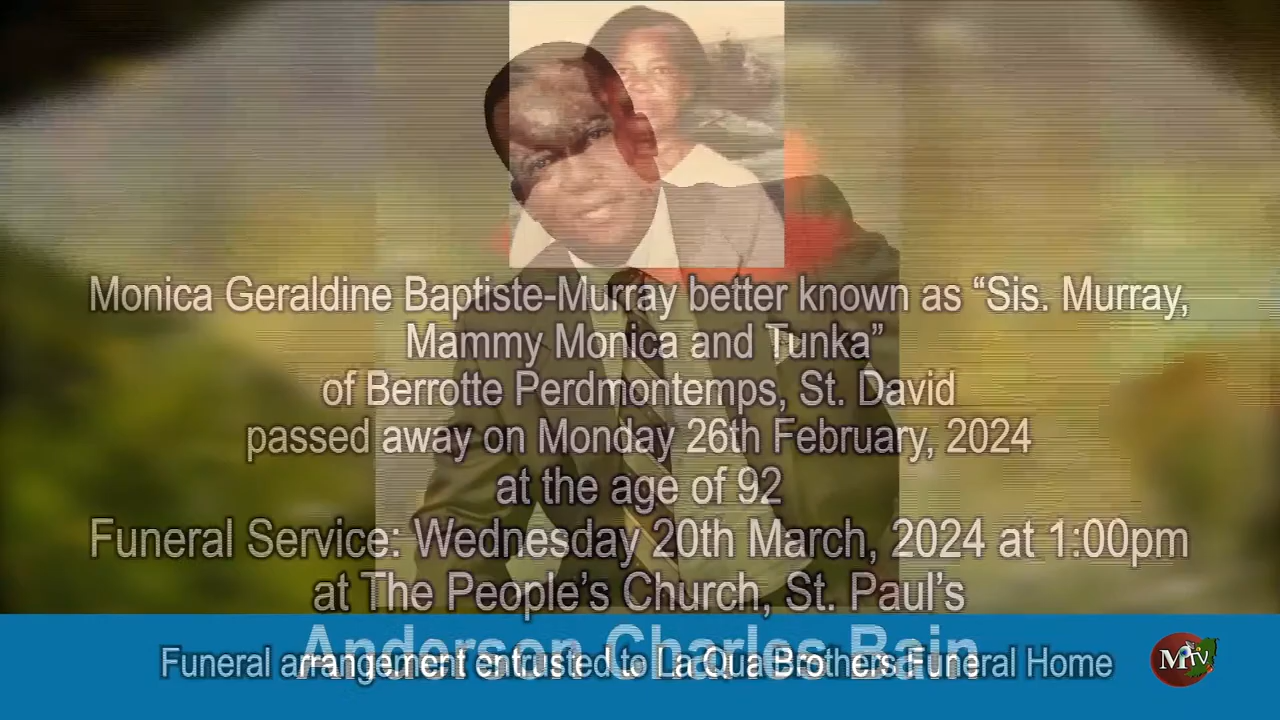 Monica Geraldine Baptiste-Murray better known as “Sis. Murray,
Mammy Monica and Tunka”
of Berrotte Perdmontemps, St. David
passed away on Monday 26th February, 2024
at the age of 92
Funeral Service: Wednesday 20th March, 2024 at 1:00pm
at The People’s Church, St. Paul’s
Anderson Charles Bain
Funeral arrangement entrusted to La Qua Brothers Funeral Home
MTV